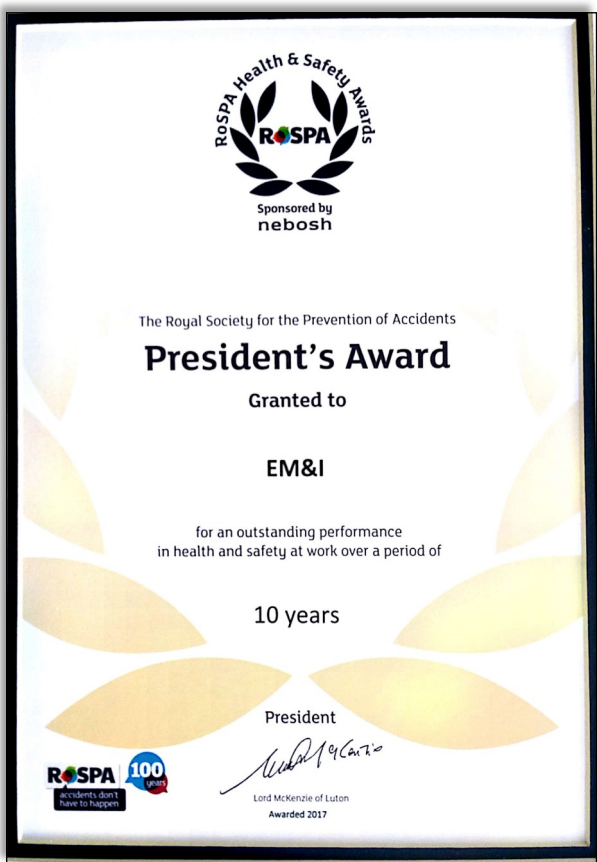 RoSPA Health & Safety Awards
RoSPA
Sponsored by
nebosh
The Royal Society for the Prevention of Accidents
President's Award
Granted to
EM&I
for an outstanding performance
in health and safety at work over a period of
10 years
President
Lord McKenzie of Luton
Awarded 2017
RoSPA
accidents don't
have to happen
100
years